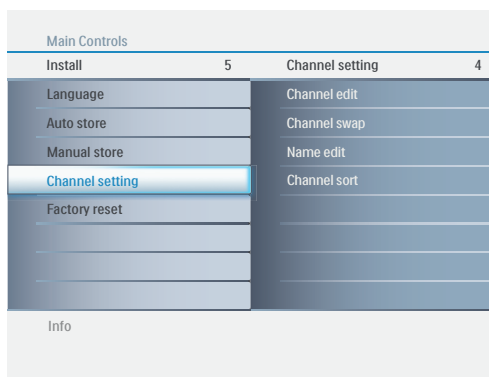 Main Controls
Install 5 Channel setting 4
Language Channel edit
Auto store Channel swap
Manual store Name edit
Channel setting Channel sort
Factory reset
Info